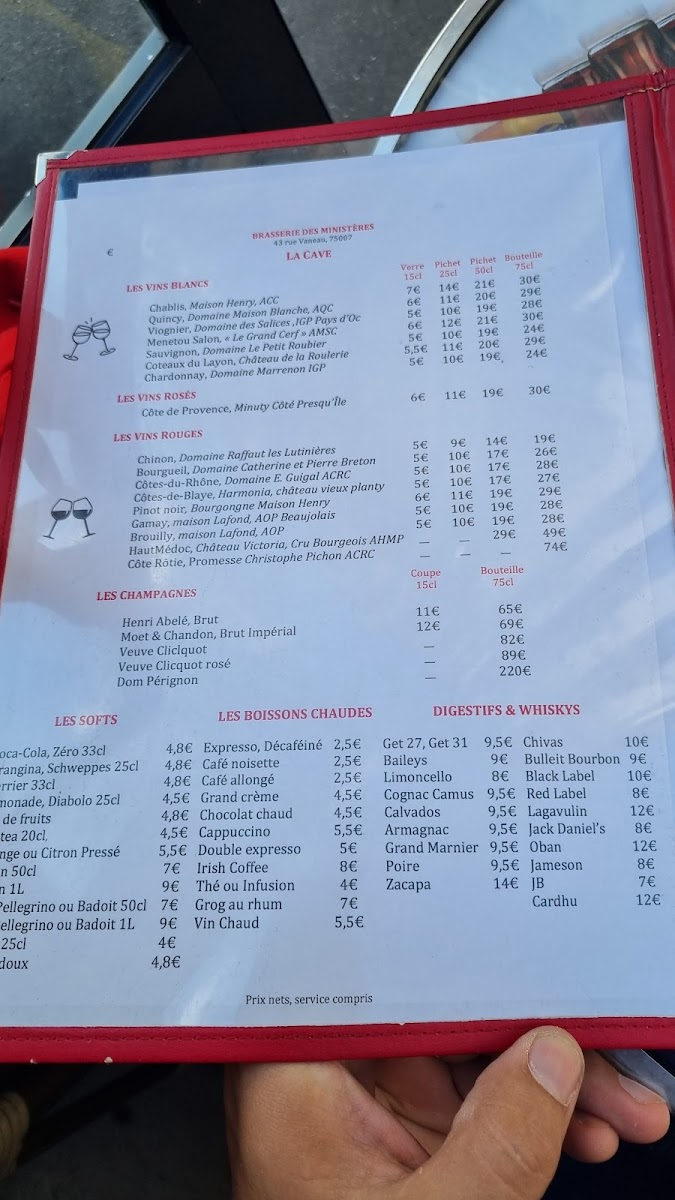 BRASSERIE DES MINISTÈRES
43 rue Vaneau, 75007
€
LA CAVE
Verre Pichet Pichet Bouteille
15cl 25cl 50cl 75cl
LES VINS BLANCS
Chablis, Maison Henry, ACC 7€ 14€ 21€ 30€
Quincy, Domaine Maison Blanche, AQC 6€ 11€ 20€ 29€
Viognier, Domaine des Salices ,IGP Pays d'Oc 5€ 10€ 19€ 28€
Menetou Salon, « Le Grand Cerf » AMSC 6€ 12€ 21€ 30€
Sauvignon, Domaine Le Petit Roubier 5€ 10€ 19€ 24€
Coteaux du Layon, Château de la Roulerie 5,5€ 11€ 20€ 29€
Chardonnay, Domaine Marrenon IGP 5€ 10€ 19€ 24€
LES VINS ROSÉS
Côte de Provence, Minuty Côté Presqu'Île 6€ 11€ 19€ 30€
LES VINS ROUGES
Chinon, Domaine Raffaut les Lutinières 5€ 9€ 14€ 19€
Bourgueil, Domaine Catherine et Pierre Breton 5€ 10€ 17€ 26€
Côtes-du-Rhône, Domaine E. Guigal ACRC 5€ 10€ 17€ 28€
Côtes-de-Blaye, Harmonia, château vieux planty 5€ 10€ 17€ 27€
Pinot noir, Bourgongne Maison Henry 6€ 11€ 19€ 29€
Gamay, maison Lafond, AOP Beaujolais 5€ 10€ 19€ 28€
Brouilly, maison Lafond, AOP 5€ 10€ 19€ 28€
HautMédoc, Château Victoria, Cru Bourgeois AHMP — — 29€ 49€
Côte Rôtie, Promesse Christophe Pichon ACRC — — — 74€
Coupe Bouteille
15cl 75cl
LES CHAMPAGNES
Henri Abelé, Brut 11€ 65€
Moet & Chandon, Brut Impérial 12€ 69€
Veuve Cliclquot — 82€
Veuve Clicquot rosé — 89€
Dom Pérignon — 220€
LES SOFTS
oca-Cola, Zéro 33cl 4,8€
rangina, Schweppes 25cl 4,8€
errier 33cl 4,8€
monade, Diabolo 25cl 4,5€
de fruits 4,8€
tea 20cl, 4,5€
nge ou Citron Pressé 5,5€
n 50cl 7€
n 1L 9€
Pellegrino ou Badoit 50cl 7€
ellegrino ou Badoit 1L 9€
25cl 4€
doux 4,8€
LES BOISSONS CHAUDES
Expresso, Décaféiné 2,5€
Café noisette 2,5€
Café allongé 2,5€
Grand crème 4,5€
Chocolat chaud 4,5€
Cappuccino 5,5€
Double expresso 5€
Irish Coffee 8€
Thé ou Infusion 4€
Grog au rhum 7€
Vin Chaud 5,5€
DIGESTIFS & WHISKYS
Get 27, Get 31 9,5€ Chivas 10€
Baileys 9€ Bulleit Bourbon 9€
Limoncello 8€ Black Label 10€
Cognac Camus 9,5€ Red Label 8€
Calvados 9,5€ Lagavulin 12€
Armagnac 9,5€ Jack Daniel's 8€
Grand Marnier 9,5€ Oban 12€
Poire 9,5€ Jameson 8€
Zacapa 14€ JB 7€
Cardhu 12€
Prix nets, service compris